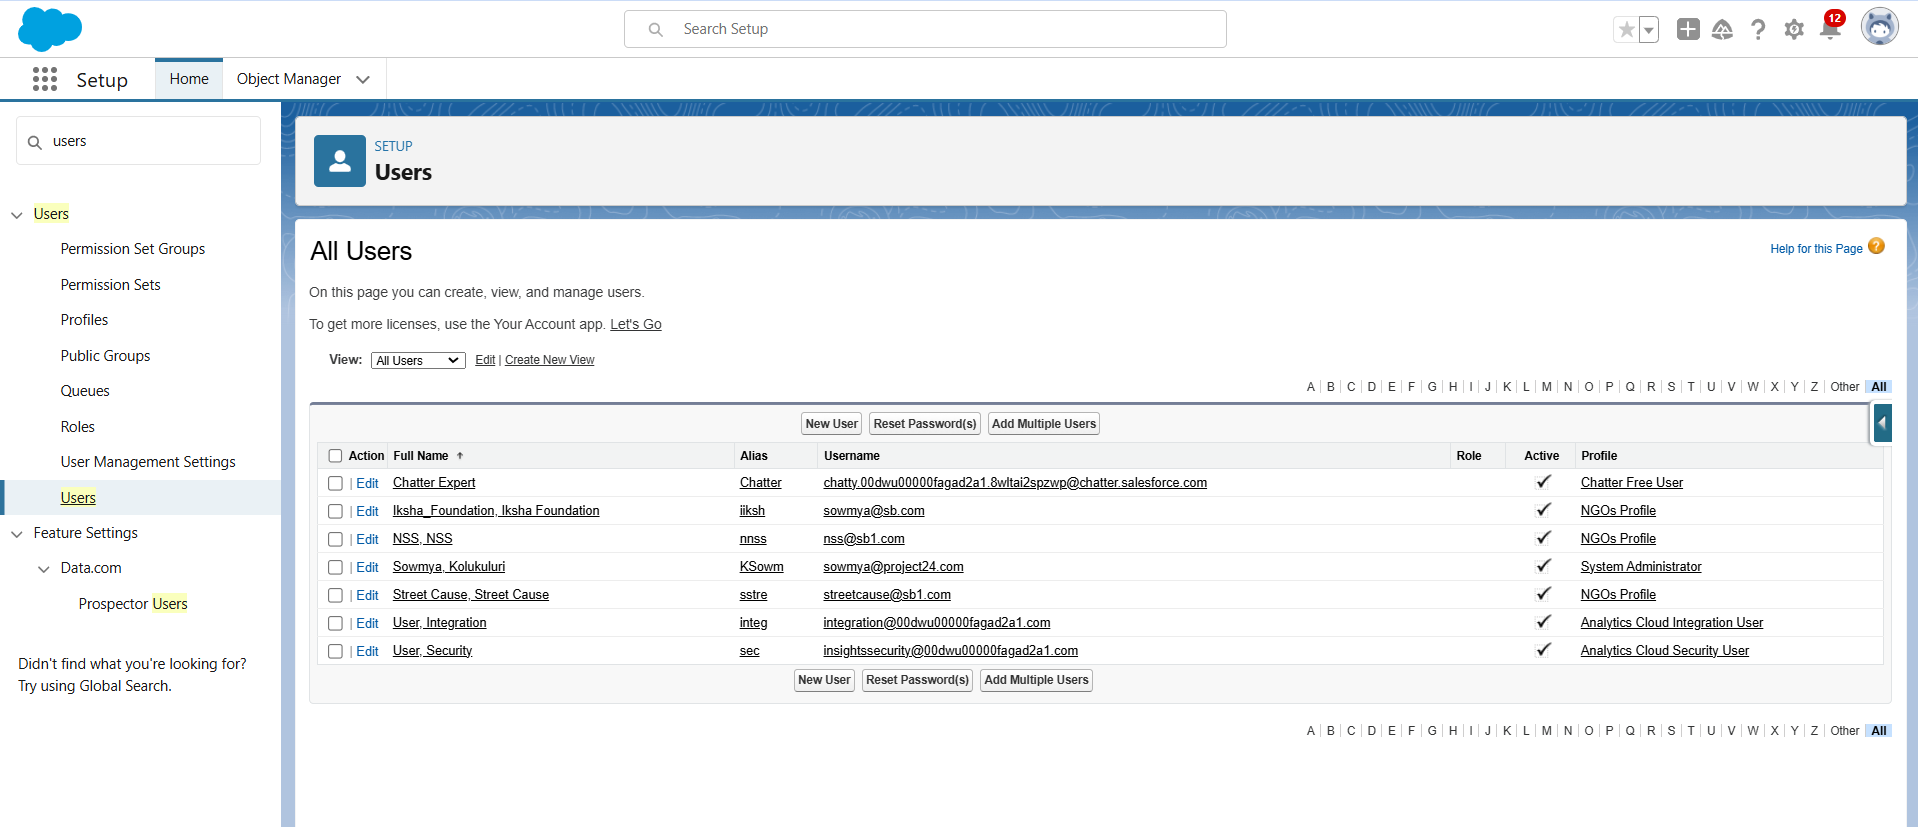 Search Setup
12
Setup
Home
Object Manager
users
Users
Permission Set Groups
Permission Sets
Profiles
Public Groups
Queues
Roles
User Management Settings
Users
Feature Settings
Data.com
Prospector Users
Didn't find what you're looking for?
Try using Global Search.
SETUP
Users
All Users
Help for this Page ?
On this page you can create, view, and manage users.
To get more licenses, use the Your Account app. Let's Go
View: All Users Edit | Create New View
A | B | C | D | E | F | G | H | I | J | K | L | M | N | O | P | Q | R | S | T | U | V | W | X | Y | Z | Other All
New User Reset Password(s) Add Multiple Users
Action Full Name ↑ Alias Username Role Active Profile
| Edit Chatter Expert Chatter chatty.00dwu00000fagad2a1.8wltai2spzwp@chatter.salesforce.com ✓ Chatter Free User
| Edit Iksha_Foundation, Iksha Foundation iiksh sowmya@sb.com ✓ NGOs Profile
| Edit NSS, NSS nnss nss@sb1.com ✓ NGOs Profile
| Edit Sowmya, Kolukuluri KSowm sowmya@project24.com ✓ System Administrator
| Edit Street Cause, Street Cause sstre streetcause@sb1.com ✓ NGOs Profile
| Edit User, Integration integ integration@00dwu00000fagad2a1.com ✓ Analytics Cloud Integration User
| Edit User, Security sec insightssecurity@00dwu00000fagad2a1.com ✓ Analytics Cloud Security User
New User Reset Password(s) Add Multiple Users
A | B | C | D | E | F | G | H | I | J | K | L | M | N | O | P | Q | R | S | T | U | V | W | X | Y | Z | Other All